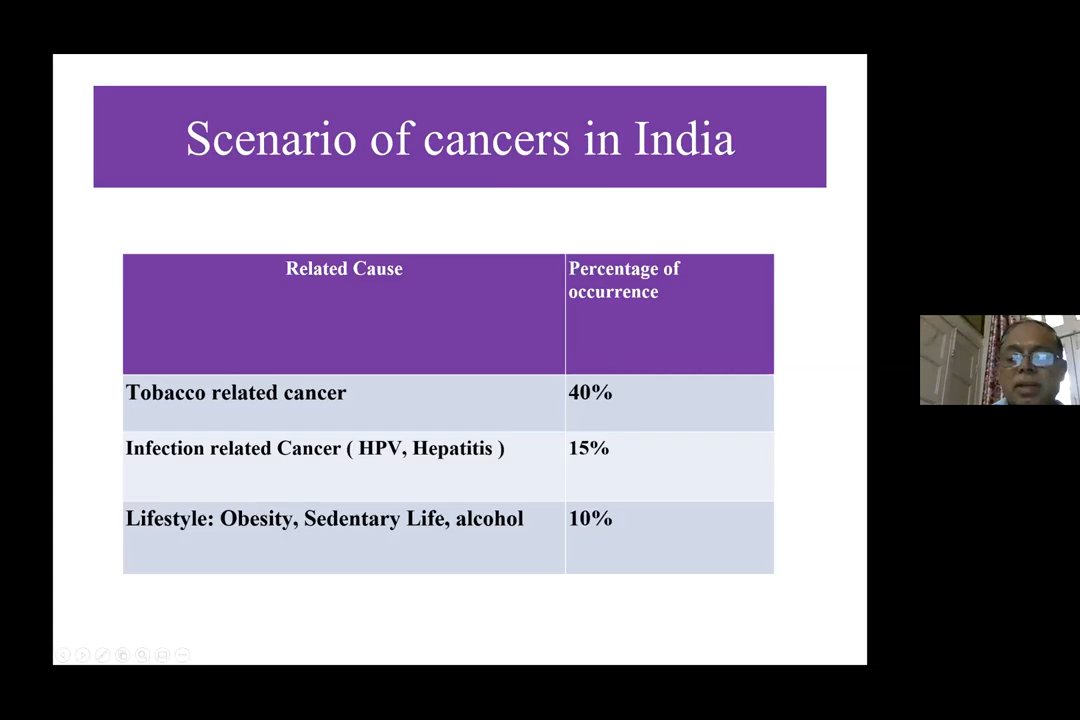 Scenario of cancers in India
Related Cause
Percentage of
occurrence
Tobacco related cancer
40%
Infection related Cancer ( HPV, Hepatitis )
15%
Lifestyle: Obesity, Sedentary Life, alcohol
10%